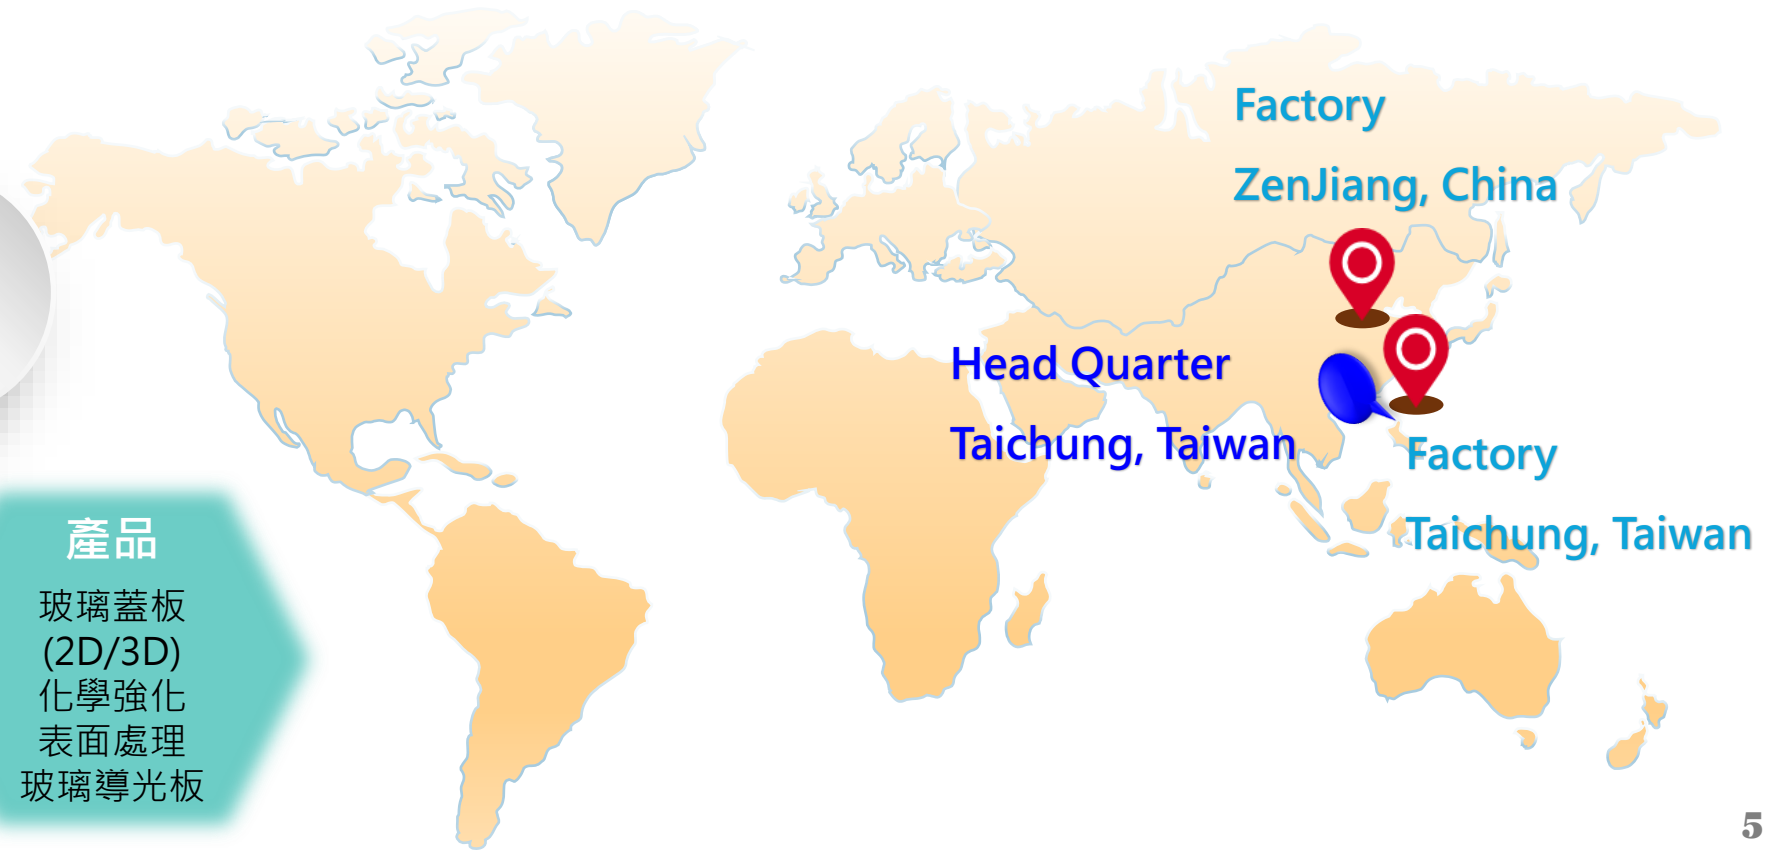 Factory
ZenJiang, China
Head Quarter
Taichung, Taiwan
Factory
Taichung, Taiwan
產品
玻璃蓋板
(2D/3D)
化學強化
表面處理
玻璃導光板
5